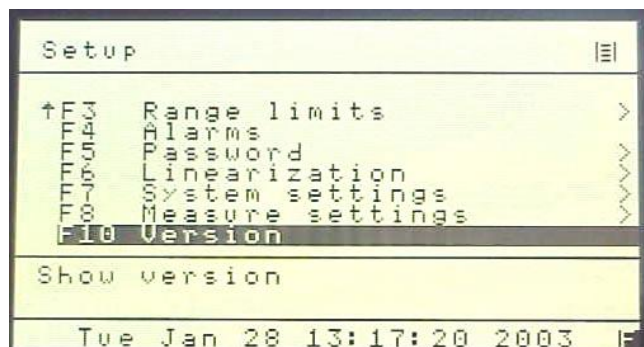 Setup
↑F3 Range limits >
F4 Alarms
F5 Password >
F6 Linearization >
F7 System settings >
F8 Measure settings >
F10 Version
Show version
Tue Jan 28 13:17:20 2003